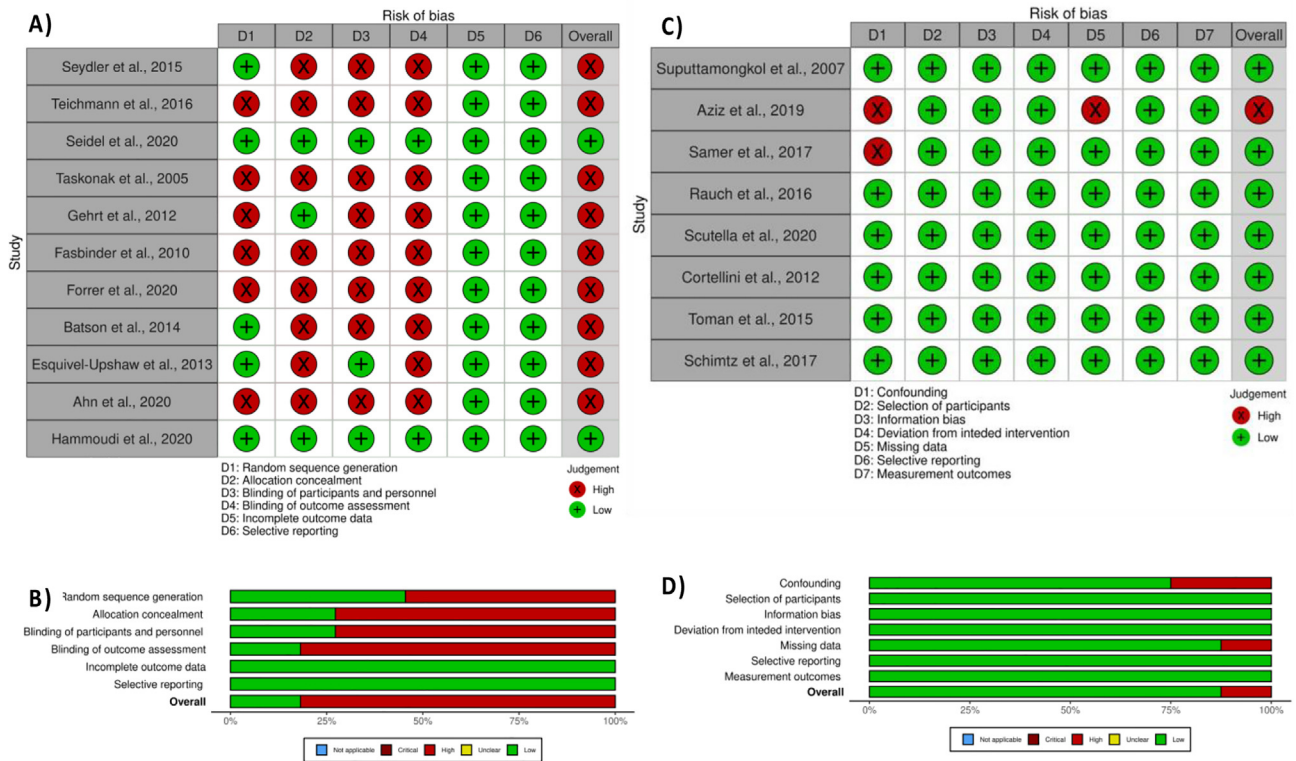 A)
Risk of bias
D1 D2 D3 D4 D5 D6 Overall
Study
Seydler et al., 2015
Teichmann et al., 2016
Seidel et al., 2020
Taskonak et al., 2005
Gehrt et al., 2012
Fasbinder et al., 2010
Forrer et al., 2020
Batson et al., 2014
Esquivel-Upshaw et al., 2013
Ahn et al., 2020
Hammoudi et al., 2020
D1: Random sequence generation
D2: Allocation concealment
D3: Blinding of participants and personnel
D4: Blinding of outcome assessment
D5: Incomplete outcome data
D6: Selective reporting
Judgement
High
Low
C)
Risk of bias
D1 D2 D3 D4 D5 D6 D7 Overall
Study
Suputtamongkol et al., 2007
Aziz et al., 2019
Samer et al., 2017
Rauch et al., 2016
Scutella et al., 2020
Cortellini et al., 2012
Toman et al., 2015
Schimtz et al., 2017
D1: Confounding
D2: Selection of participants
D3: Information bias
D4: Deviation from inteded intervention
D5: Missing data
D6: Selective reporting
D7: Measurement outcomes
Judgement
High
Low
B)
Random sequence generation
Allocation concealment
Blinding of participants and personnel
Blinding of outcome assessment
Incomplete outcome data
Selective reporting
Overall
0% 25% 50% 75% 100%
Not applicable Critical High Unclear Low
D)
Confounding
Selection of participants
Information bias
Deviation from inteded intervention
Missing data
Selective reporting
Measurement outcomes
Overall
0% 25% 50% 75% 100%
Not applicable Critical High Unclear Low